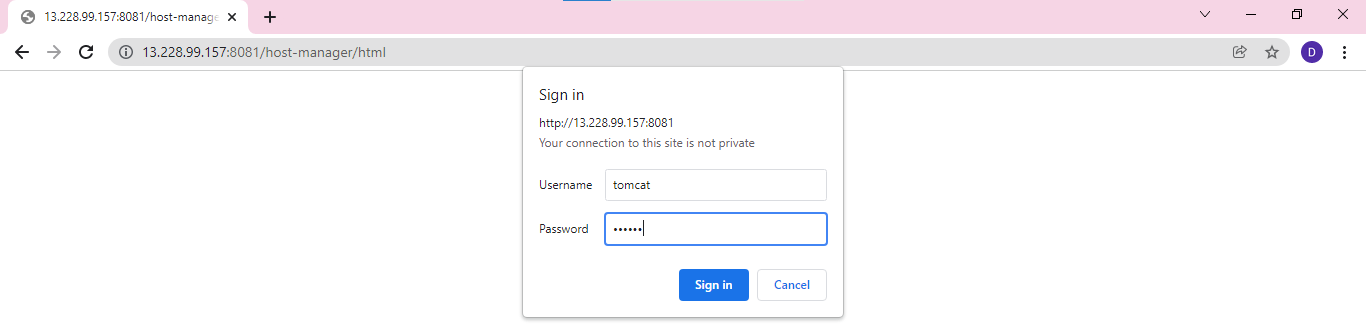 13.228.99.157:8081/host-manage
13.228.99.157:8081/host-manager/html
D
Sign in
http://13.228.99.157:8081
Your connection to this site is not private
Username tomcat
Password ••••••
Sign in Cancel